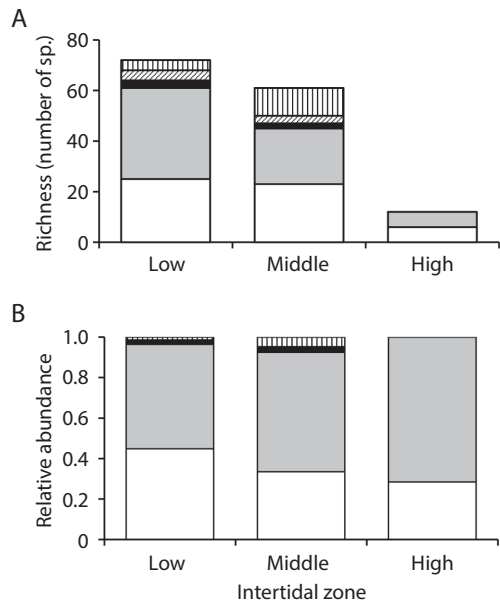 A
Richness (number of sp.)
80
60
40
20
0
Low Middle High
B
Relative abundance
1.0
0.8
0.6
0.4
0.2
0
Low Middle High
Intertidal zone